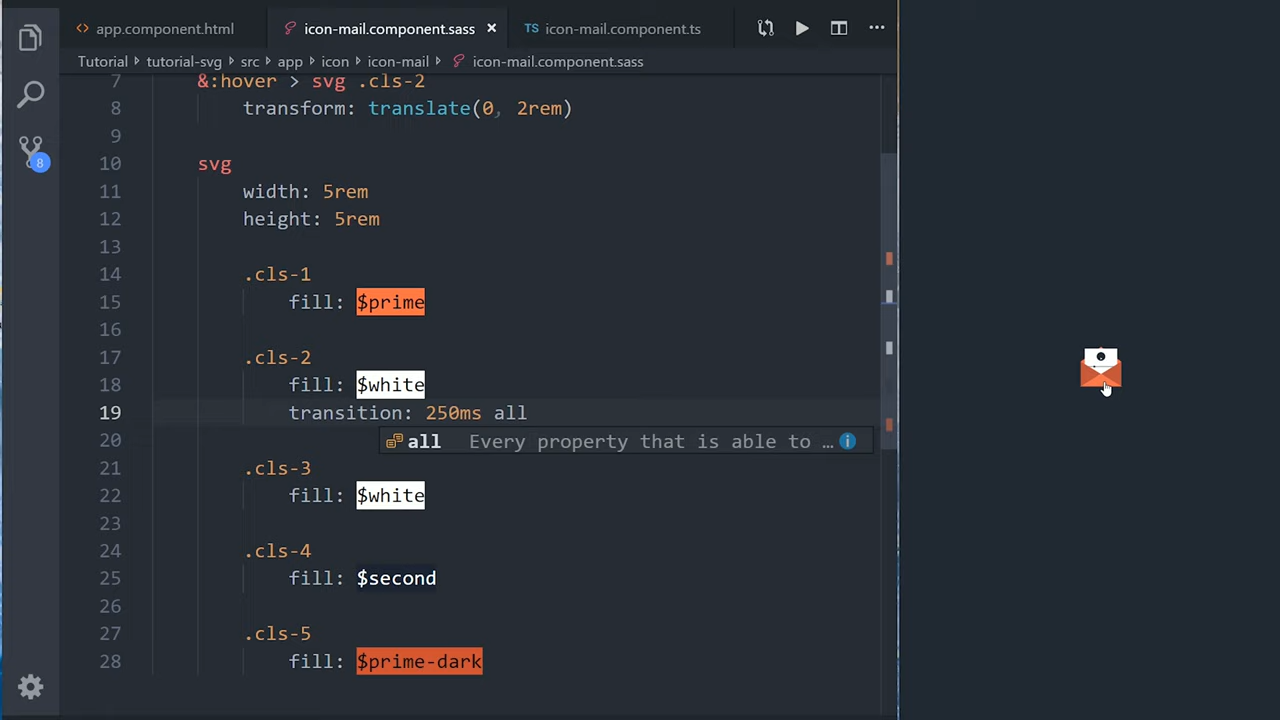 app.component.html
icon-mail.component.sass
TS icon-mail.component.ts
Tutorial > tutorial-svg > src > app > icon > icon-mail > icon-mail.component.sass
7 &:hover > svg .cls-2
8 transform: translate(0, 2rem)
9
10 svg
11 width: 5rem
12 height: 5rem
13
14 .cls-1
15 fill: $prime
16
17 .cls-2
18 fill: $white
19 transition: 250ms all
20 all Every property that is able to …
21 .cls-3
22 fill: $white
23
24 .cls-4
25 fill: $second
26
27 .cls-5
28 fill: $prime-dark
8